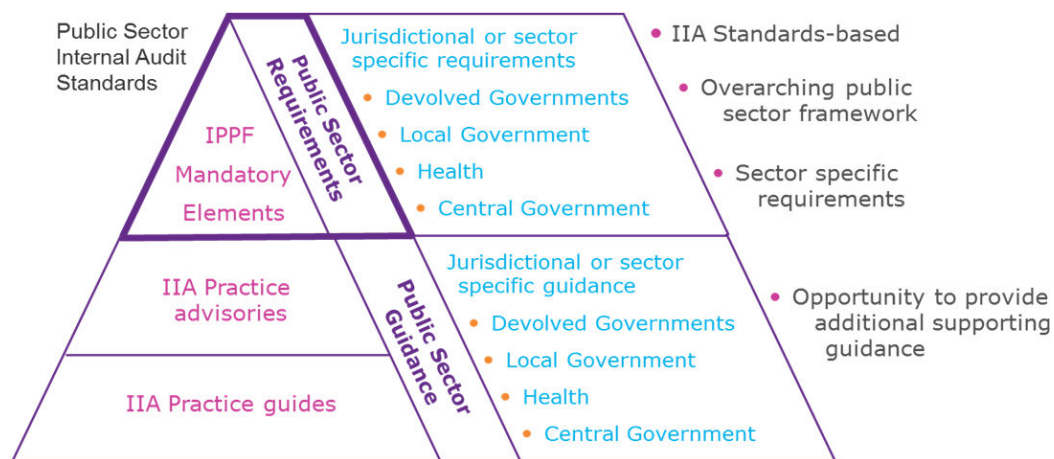 Public Sector
Internal Audit
Standards
IPPF
Mandatory
Elements
Public Sector
Requirements
Jurisdictional or sector
specific requirements
• Devolved Governments
• Local Government
• Health
• Central Government
• IIA Standards-based
• Overarching public
sector framework
• Sector specific
requirements
IIA Practice
advisories
IIA Practice guides
Public Sector
Guidance
Jurisdictional or sector
specific guidance
• Devolved Governments
• Local Government
• Health
• Central Government
• Opportunity to provide
additional supporting
guidance